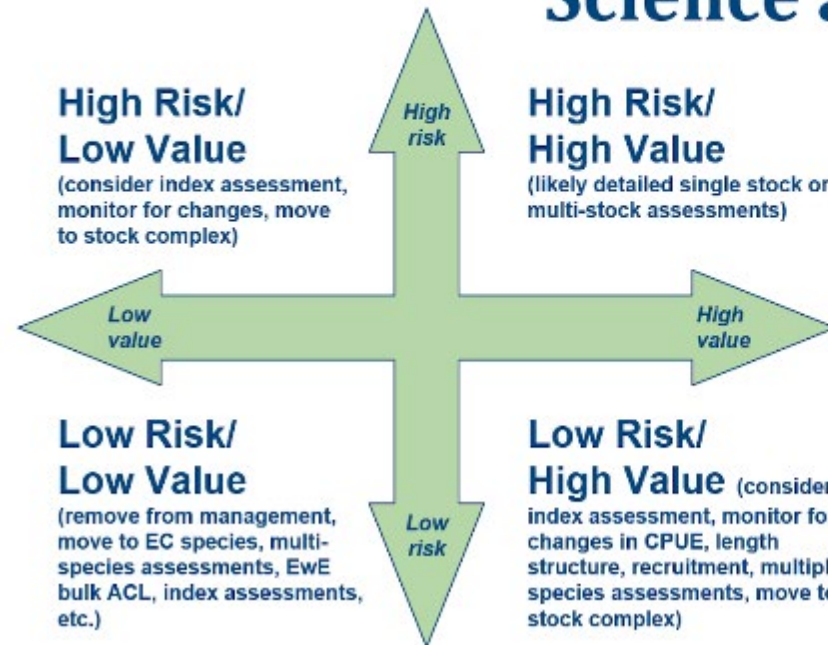 Science a
High Risk/
Low Value
(consider index assessment,
monitor for changes, move
to stock complex)
High
risk
High Risk/
High Value
(likely detailed single stock or
multi-stock assessments)
Low
value
High
value
Low Risk/
Low Value
(remove from management,
move to EC species, multi-
species assessments, EwE
bulk ACL, index assessments,
etc.)
Low
risk
Low Risk/
High Value (consider
index assessment, monitor fo
changes in CPUE, length
structure, recruitment, multipl
species assessments, move to
stock complex)